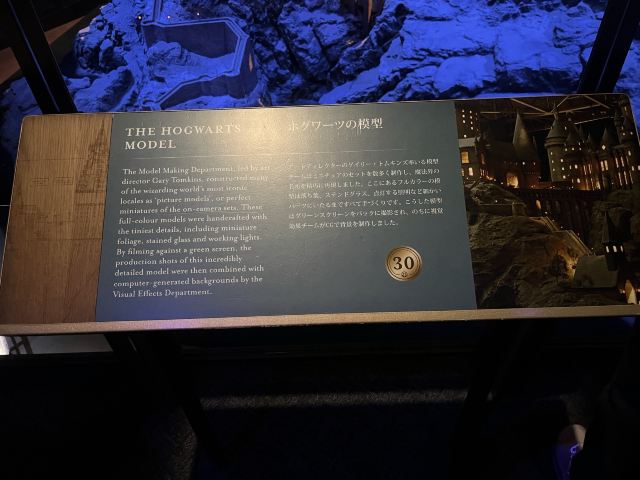 THE HOGWARTS
MODEL
The Model Making Department, led by art
director Gary Tomkins, constructed many
of the wizarding world's most iconic
locales as 'picture models', or perfect
miniatures of the on-camera sets. These
full-colour models were handcrafted with
the tiniest details, including miniature
foliage, stained glass and working lights.
By filming against a green screen, the
production shots of this incredibly
detailed model were then combined with
computer-generated backgrounds by the
Visual Effects Department.
ホグワーツの模型
アートディレクターのゲイリー・トムキンズ率いる模型
チームはミニチュアのセットを数多く制作し、魔法界の
名所を精巧に再現しました。ここにあるフルカラーの模
型は落ち葉、ステンドグラス、点灯する照明など細かい
パーツにいたるまですべて手づくりです。こうした模型
はグリーンスクリーンをバックに撮影され、のちに視覚
効果チームがCGで背景を制作しました。
30